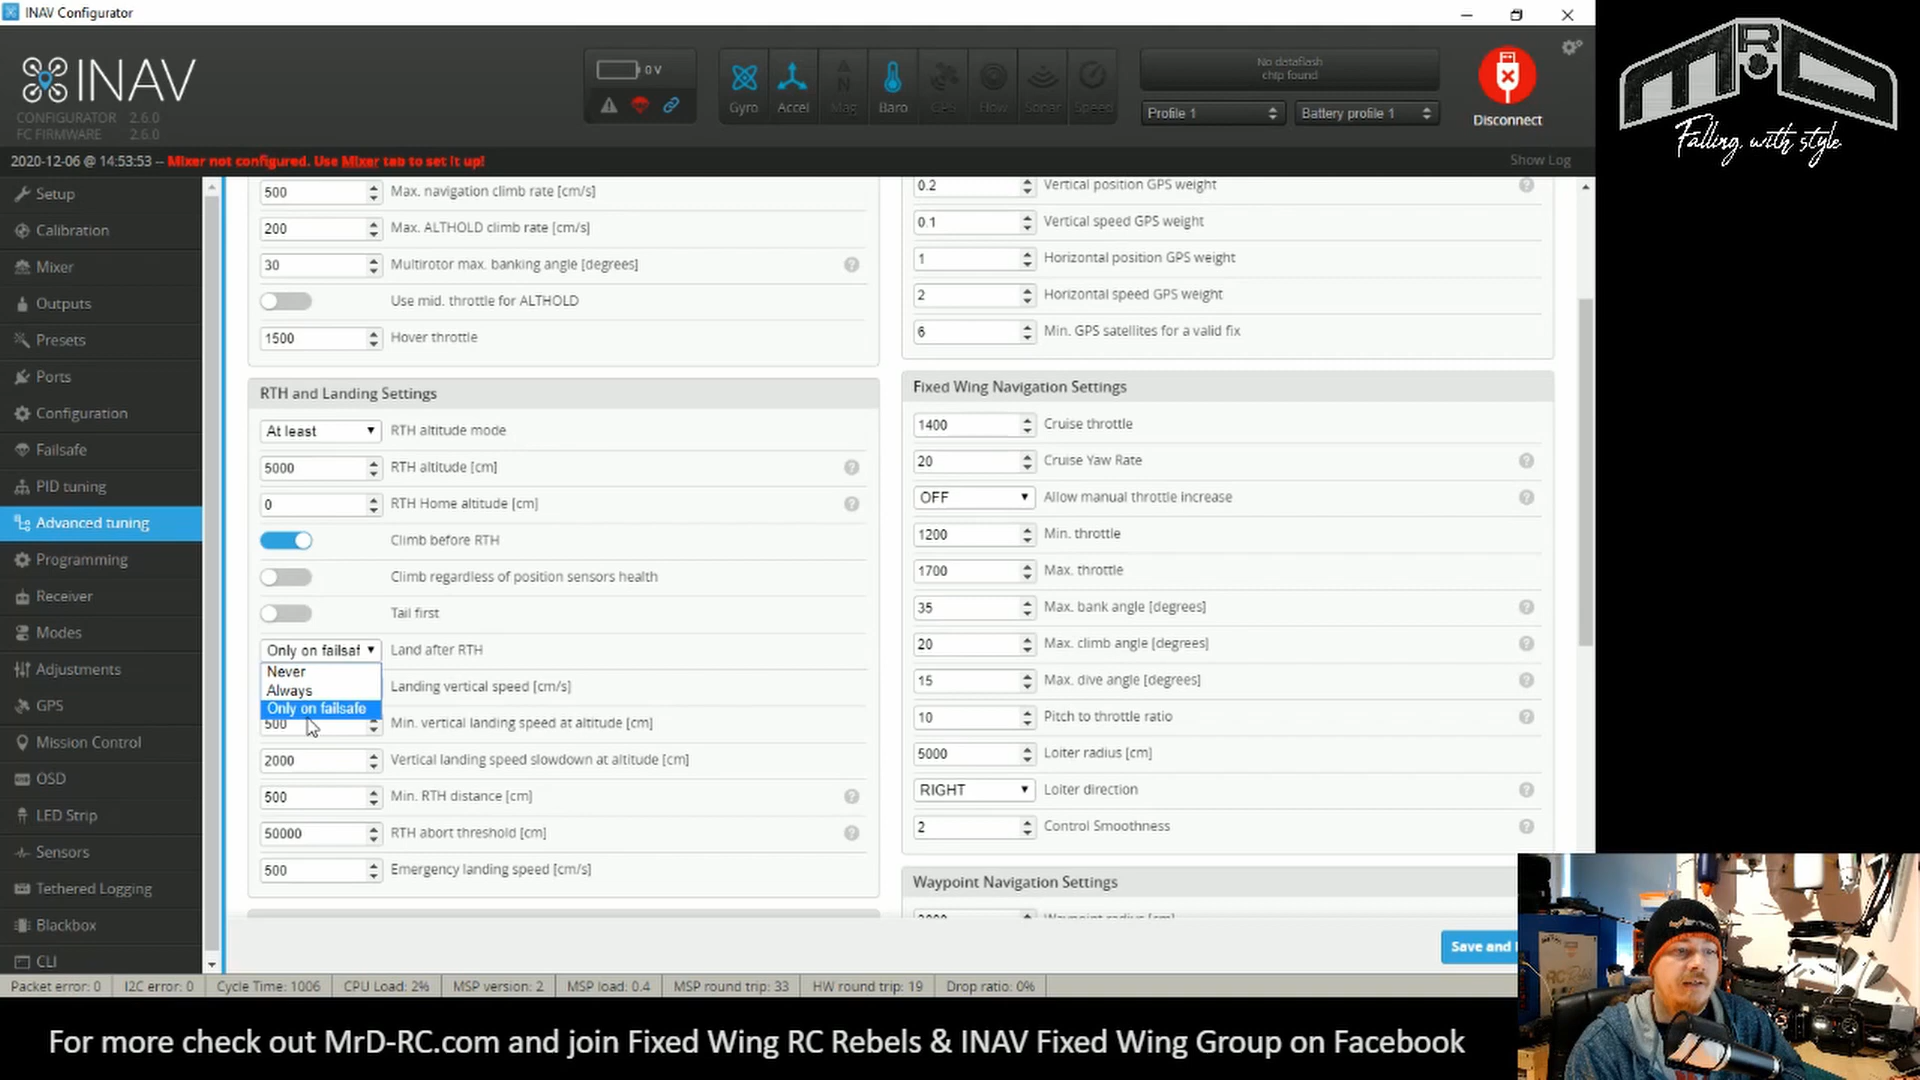 INAV Configurator
INAV
CONFIGURATOR 2.6.0
FC FIRMWARE 2.6.0
0 V
Gyro
Accel
Mag
Baro
GPS
Flow
Sonar
Speed
No dataflash
chip found
Profile 1
Battery profile 1
Disconnect
MRD
Falling with style
2020-12-06 @ 14:53:53 -- Mixer not configured. Use Mixer tab to set it up!
Show Log
Setup
Calibration
Mixer
Outputs
Presets
Ports
Configuration
Failsafe
PID tuning
Advanced tuning
Programming
Receiver
Modes
Adjustments
GPS
Mission Control
OSD
LED Strip
Sensors
Tethered Logging
Blackbox
CLI
500 Max. navigation climb rate [cm/s]
200 Max. ALTHOLD climb rate [cm/s]
30 Multirotor max. banking angle [degrees]
Use mid. throttle for ALTHOLD
1500 Hover throttle
RTH and Landing Settings
At least RTH altitude mode
5000 RTH altitude [cm]
0 RTH Home altitude [cm]
Climb before RTH
Climb regardless of position sensors health
Tail first
Only on failsaf Land after RTH
Never
Always
Only on failsafe
Landing vertical speed [cm/s]
500 Min. vertical landing speed at altitude [cm]
2000 Vertical landing speed slowdown at altitude [cm]
500 Min. RTH distance [cm]
50000 RTH abort threshold [cm]
500 Emergency landing speed [cm/s]
0.2 Vertical position GPS weight
0.1 Vertical speed GPS weight
1 Horizontal position GPS weight
2 Horizontal speed GPS weight
6 Min. GPS satellites for a valid fix
Fixed Wing Navigation Settings
1400 Cruise throttle
20 Cruise Yaw Rate
OFF Allow manual throttle increase
1200 Min. throttle
1700 Max. throttle
35 Max. bank angle [degrees]
20 Max. climb angle [degrees]
15 Max. dive angle [degrees]
10 Pitch to throttle ratio
5000 Loiter radius [cm]
RIGHT Loiter direction
2 Control Smoothness
Waypoint Navigation Settings
Waypoint radius [cm]
Save and
Packet error: 0 I2C error: 0 Cycle Time: 1006 CPU Load: 2% MSP version: 2 MSP load: 0.4 MSP round trip: 33 HW round trip: 19 Drop ratio: 0%
For more check out MrD-RC.com and join Fixed Wing RC Rebels & INAV Fixed Wing Group on Facebook